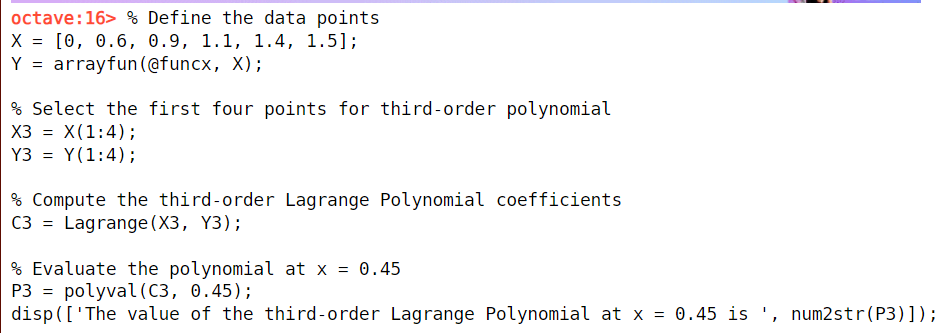 octave:16> % Define the data points
X = [0, 0.6, 0.9, 1.1, 1.4, 1.5];
Y = arrayfun(@funcx, X);
% Select the first four points for third-order polynomial
X3 = X(1:4);
Y3 = Y(1:4);
% Compute the third-order Lagrange Polynomial coefficients
C3 = Lagrange(X3, Y3);
% Evaluate the polynomial at x = 0.45
P3 = polyval(C3, 0.45);
disp(['The value of the third-order Lagrange Polynomial at x = 0.45 is ', num2str(P3)]);